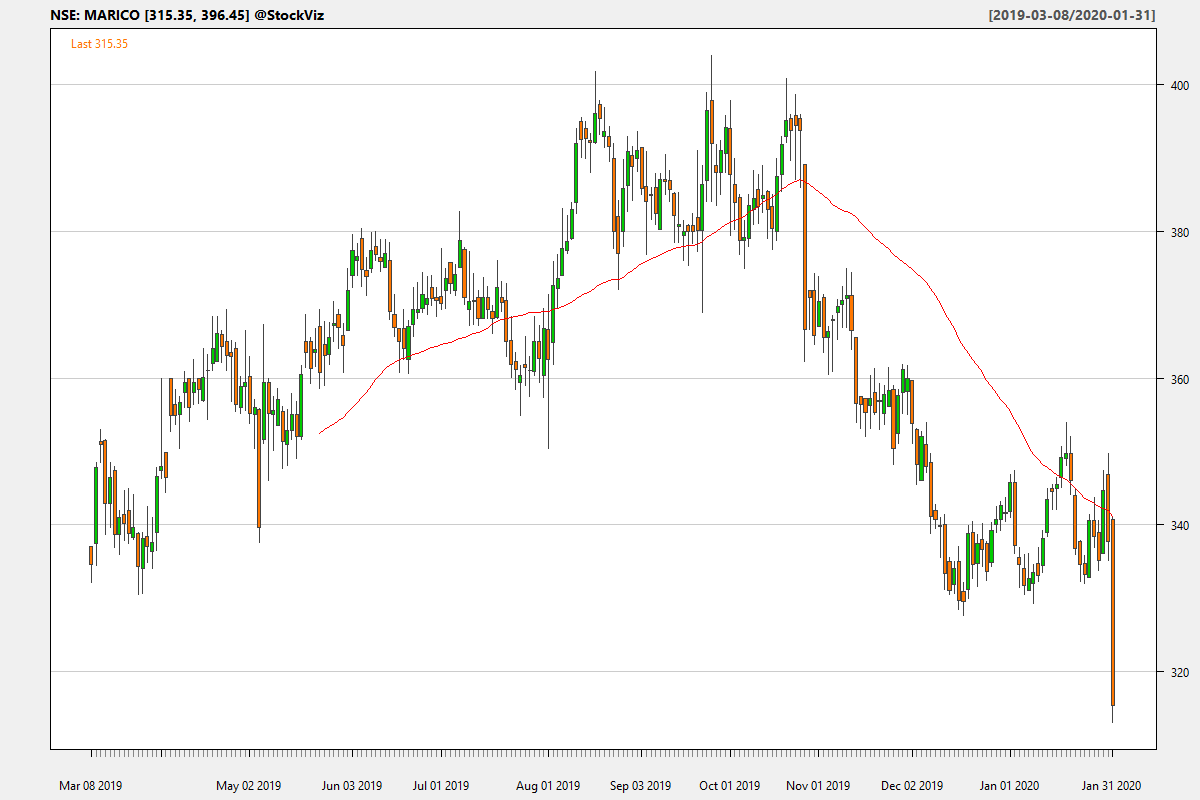 NSE: MARICO [315.35, 396.45] @StockViz
[2019-03-08/2020-01-31]
Last 315.35
400
380
360
340
320
Mar 08 2019
May 02 2019
Jun 03 2019
Jul 01 2019
Aug 01 2019
Sep 03 2019
Oct 01 2019
Nov 01 2019
Dec 02 2019
Jan 01 2020
Jan 31 2020